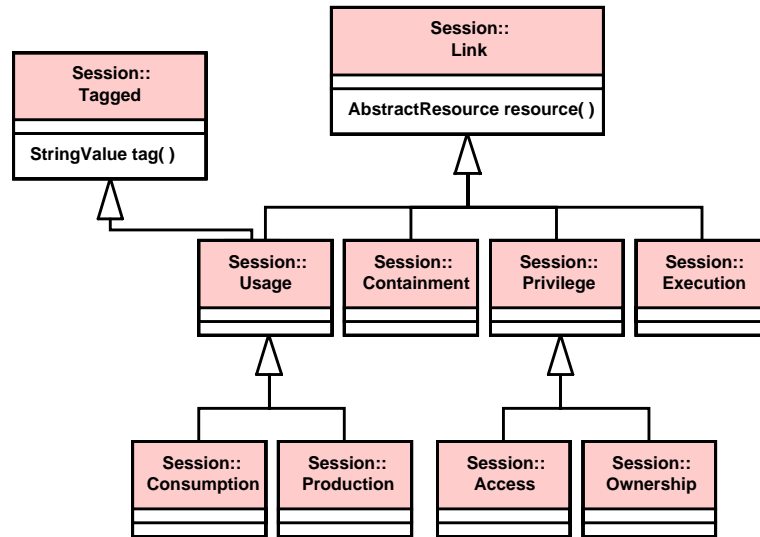 Session::
Link
AbstractResource resource( )
Session::
Tagged
StringValue tag( )
Session::
Usage
Session::
Containment
Session::
Privilege
Session::
Execution
Session::
Consumption
Session::
Production
Session::
Access
Session::
Ownership